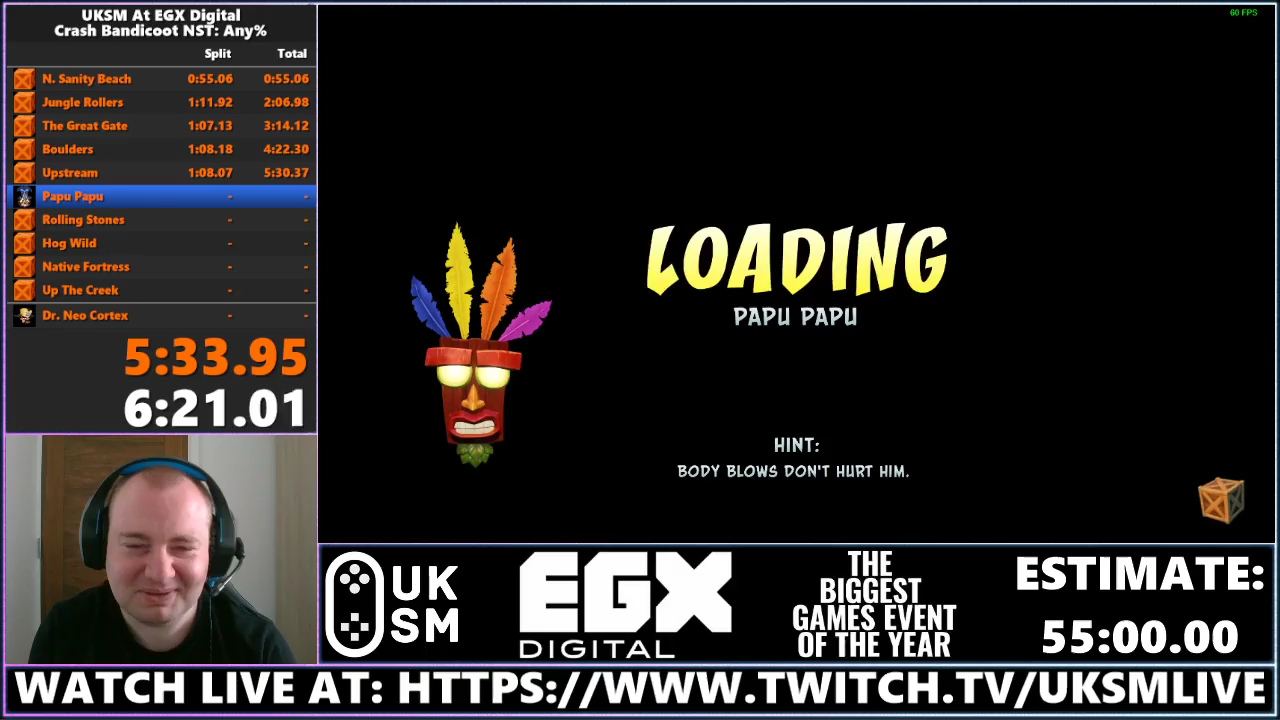 UKSM At EGX Digital
Crash Bandicoot NST: Any%
Split Total
N. Sanity Beach 0:55.06 0:55.06
Jungle Rollers 1:11.92 2:06.98
The Great Gate 1:07.13 3:14.12
Boulders 1:08.18 4:22.30
Upstream 1:08.07 5:30.37
Papu Papu - -
Rolling Stones - -
Hog Wild - -
Native Fortress - -
Up The Creek - -
Dr. Neo Cortex - -
5:33.95
6:21.01
60 FPS
LOADING
PAPU PAPU
HINT:
BODY BLOWS DON'T HURT HIM.
UK
SM
EGX
DIGITAL
THE
BIGGEST
GAMES EVENT
OF THE YEAR
ESTIMATE:
55:00.00
WATCH LIVE AT: HTTPS://WWW.TWITCH.TV/UKSMLIVE